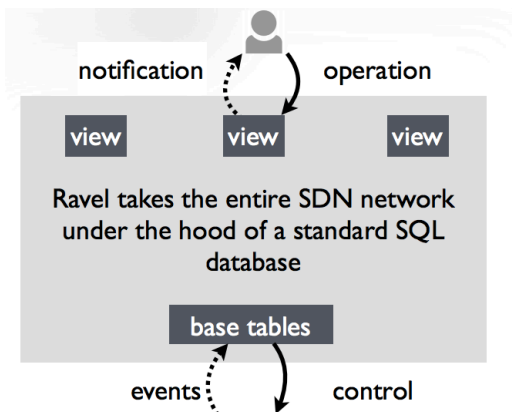 notification operation
view view view
Ravel takes the entire SDN network
under the hood of a standard SQL
database
base tables
events control